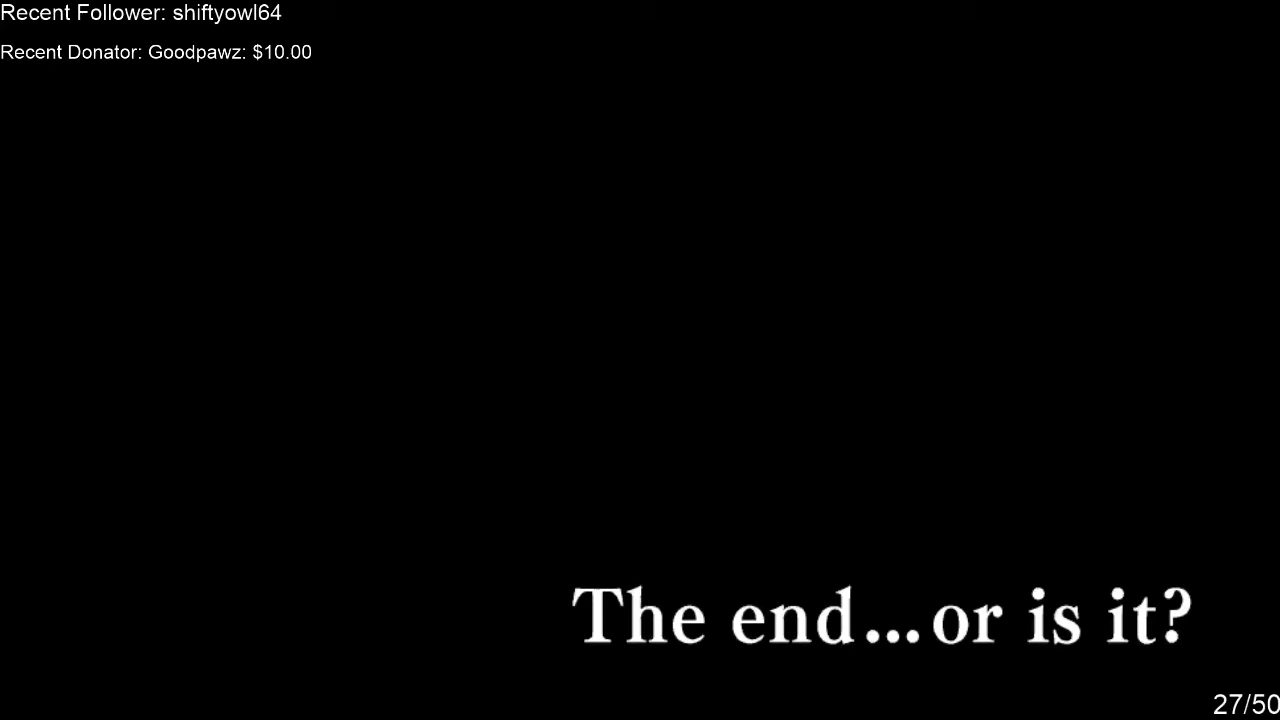 Recent Follower: shiftyowl64
Recent Donator: Goodpawz: $10.00
The end...or is it?
27/50